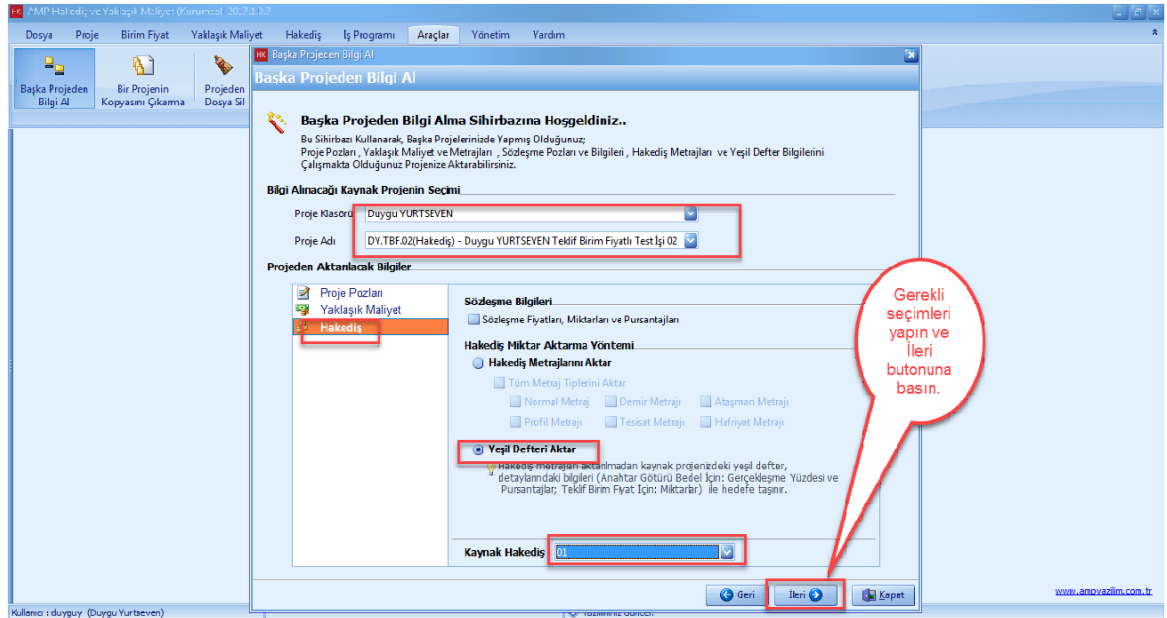 AMP Hakediş ve Yaklaşık Maliyet (Kurumsal) 2017.1.0.7
Dosya Proje Birim Fiyat Yaklaşık Maliyet Hakediş İş Programı Araçlar Yönetim Yardım
Başka Projeden
Bilgi Al
Bir Projenin
Kopyasını Çıkarma
Projeden
Dosya Sil
Başka Projeden Bilgi Al
Başka Projeden Bilgi Al
Başka Projeden Bilgi Alma Sihirbazına Hoşgeldiniz..
Bu Sihirbazı Kullanarak, Başka Projelerinizde Yapmış Olduğunuz;
Proje Pozları , Yaklaşık Maliyet ve Metrajları , Sözleşme Pozları ve Bilgileri , Hakediş Metrajları ve Yeşil Defter Bilgilerini
Çalışmakta Olduğunuz Projenize Aktarabilirsiniz.
Bilgi Alınacağı Kaynak Projenin Seçimi
Proje Klasörü Duygu YURTSEVEN
Proje Adı DY.TBF.02(Hakediş) - Duygu YURTSEVEN Teklif Birim Fiyatlı Test İşi 02
Projeden Aktarılacak Bilgiler
Proje Pozları
Yaklaşık Maliyet
Hakediş
Sözleşme Bilgileri
Sözleşme Fiyatları, Miktarları ve Pursantajları
Hakediş Miktar Aktarma Yöntemi
Hakediş Metrajlarını Aktar
Tüm Metraj Tiplerini Aktar
Normal Metraj Demir Metrajı Ataşman Metrajı
Profil Metrajı Tesisat Metrajı Hafriyat Metrajı
Yeşil Defteri Aktar
Hakediş metrajları aktarılmadan kaynak projenizdeki yeşil defter,
detaylarındaki bilgileri (Anahtar Götürü Bedel İçin: Gerçekleşme Yüzdesi ve
Pursantajlar; Teklif Birim Fiyat İçin: Miktarlar) ile hedefe taşınır.
Kaynak Hakediş 01
Gerekli
seçimleri
yapın ve
İleri
butonuna
basın.
Geri İleri Kapat
www.ampyazilim.com.tr
Kullanıcı : duyguy (Duygu Yurtseven)
Yazılımınız Güncel.